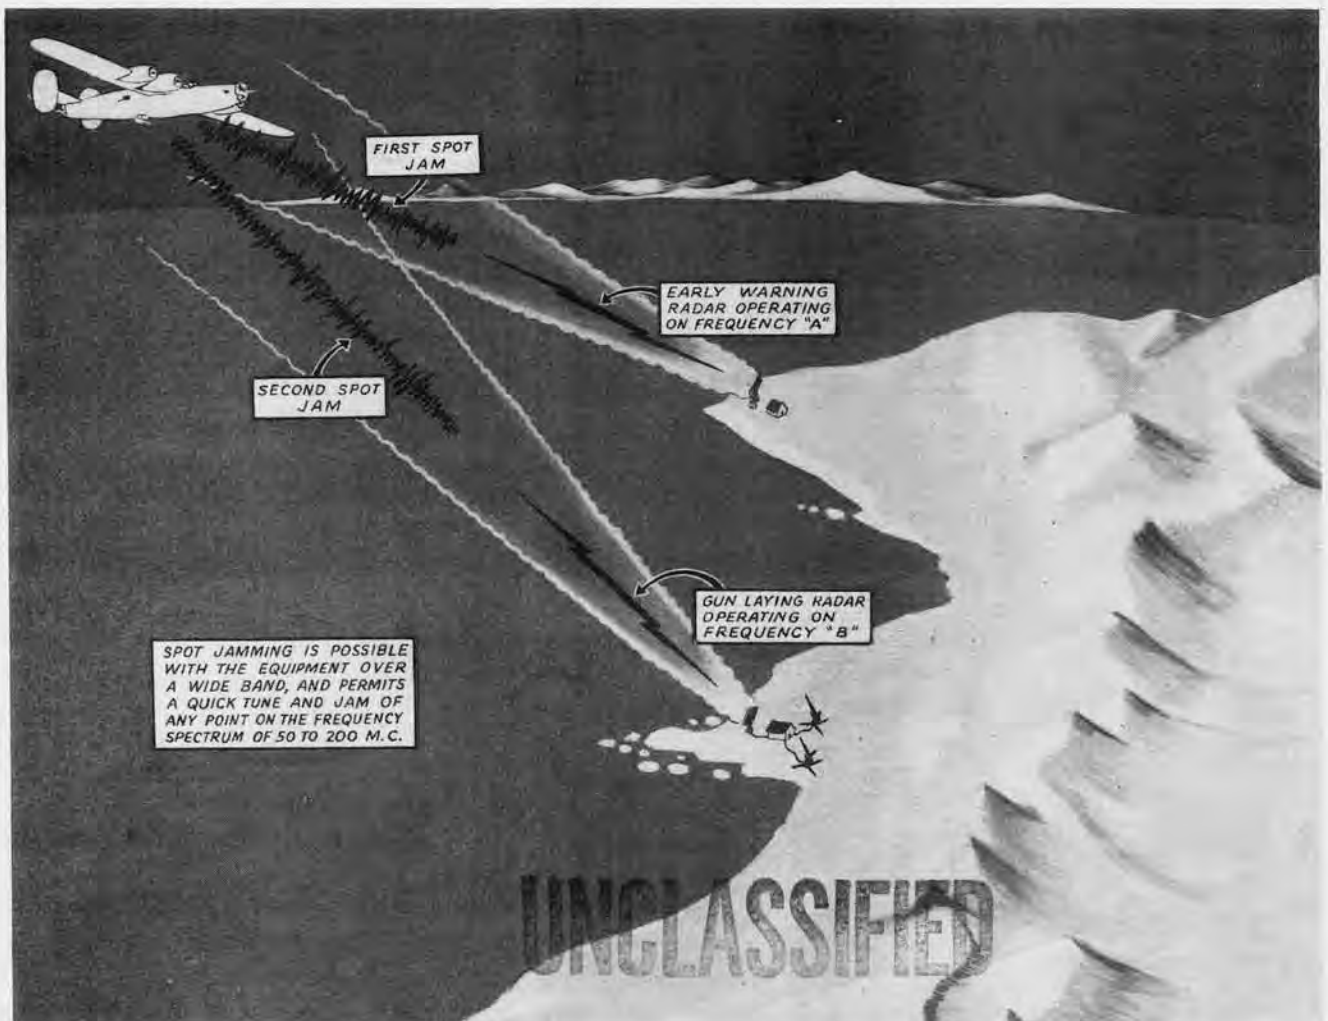 FIRST SPOT
JAM
EARLY WARNING
RADAR OPERATING
ON FREQUENCY "A"
SECOND SPOT
JAM
GUN LAYING RADAR
OPERATING ON
FREQUENCY "B"
SPOT JAMMING IS POSSIBLE
WITH THE EQUIPMENT OVER
A WIDE BAND, AND PERMITS
A QUICK TUNE AND JAM OF
ANY POINT ON THE FREQUENCY
SPECTRUM OF 50 TO 200 M.C.
UNCLASSIFIED